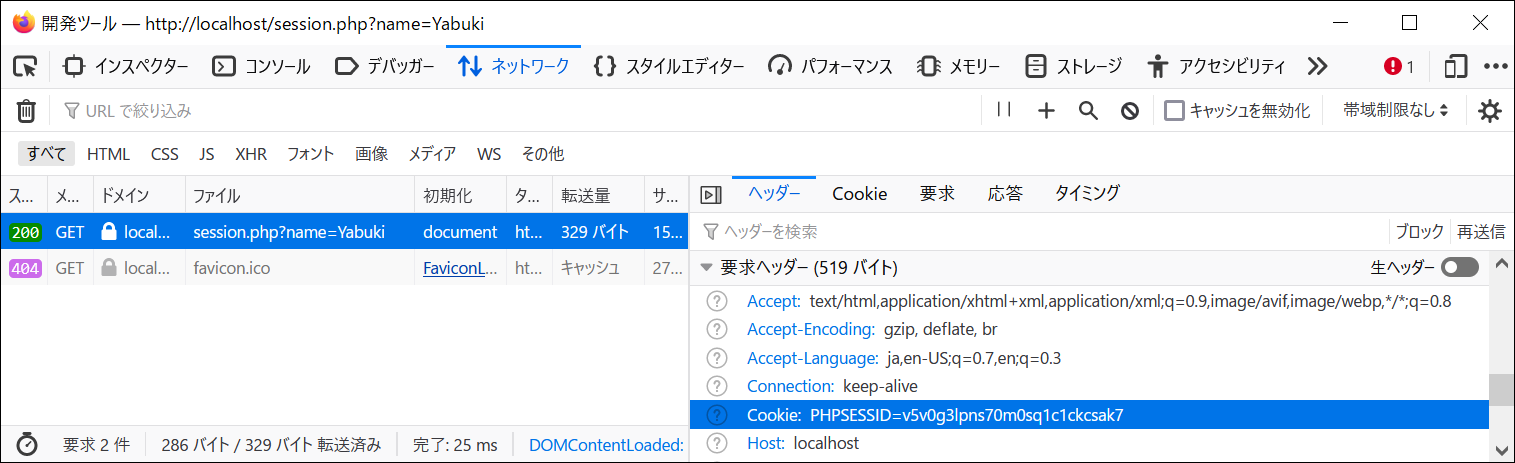 開発ツール — http://localhost/session.php?name=Yabuki
インスペクター コンソール デバッガー ネットワーク スタイルエディター パフォーマンス メモリー ストレージ アクセシビリティ 1
URL で絞り込み キャッシュを無効化 帯域制限なし
すべて HTML CSS JS XHR フォント 画像 メディア WS その他
ス... メ... ドメイン ファイル 初期化 タ... 転送量 サ...
200 GET local... session.php?name=Yabuki document ht... 329 バイト 15...
404 GET local... favicon.ico FaviconL... ht... キャッシュ 27...
要求 2 件 286 バイト / 329 バイト 転送済み 完了: 25 ms DOMContentLoaded:
ヘッダー Cookie 要求 応答 タイミング
ヘッダーを検索 ブロック 再送信
要求ヘッダー (519 バイト) 生ヘッダー
Accept: text/html,application/xhtml+xml,application/xml;q=0.9,image/avif,image/webp,*/*;q=0.8
Accept-Encoding: gzip, deflate, br
Accept-Language: ja,en-US;q=0.7,en;q=0.3
Connection: keep-alive
Cookie: PHPSESSID=v5v0g3lpns70m0sq1c1ckcsak7
Host: localhost